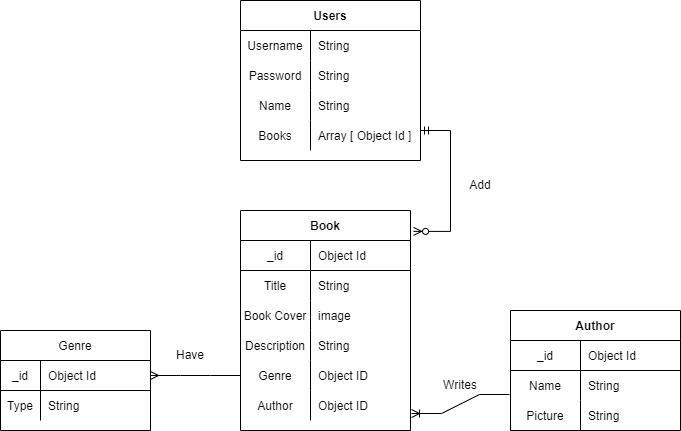 Users
Username String
Password String
Name String
Books Array [ Object Id ]
Add
Book
_id Object Id
Title String
Book Cover image
Description String
Genre Object ID
Author Object ID
Genre
_id Object Id
Type String
Have
Writes
Author
_id Object Id
Name String
Picture String